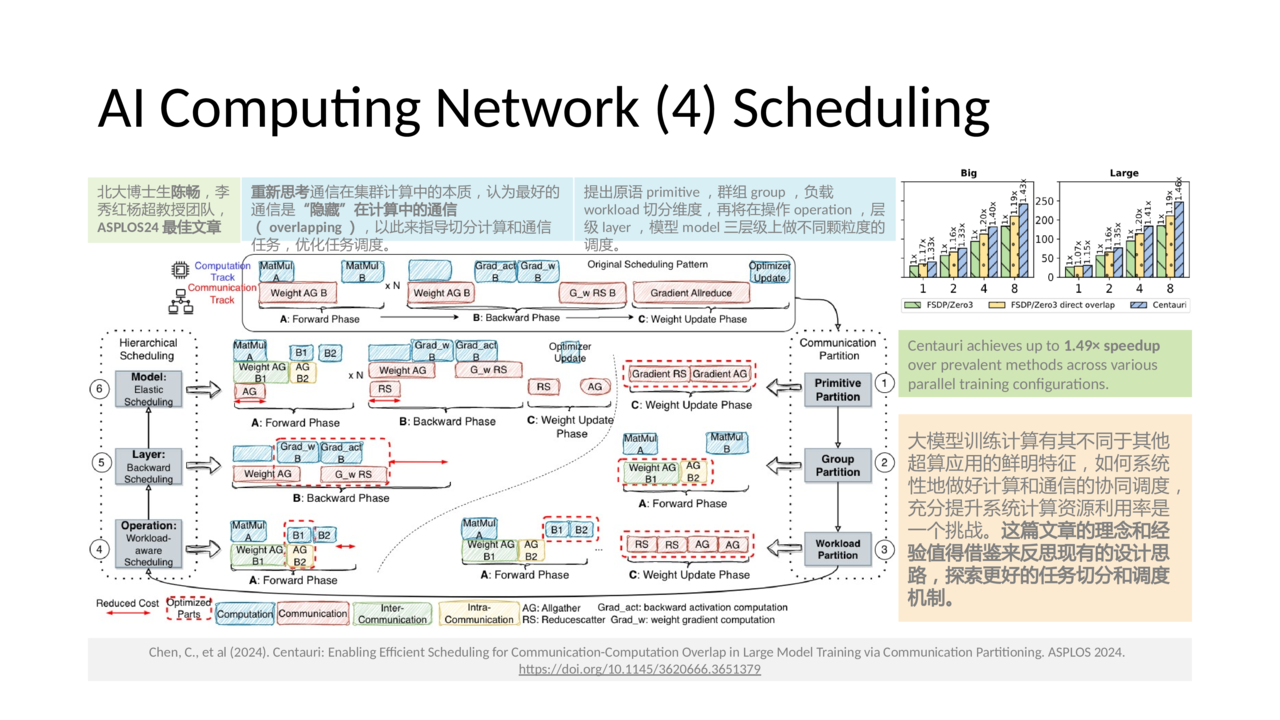 AI Computing Network (4) Scheduling
北大博士生陈畅，李
秀红杨超教授团队，
ASPLOS24 最佳文章
重新思考通信在集群计算中的本质，认为最好的
通信是“隐藏”在计算中的通信
（ overlapping ），以此来指导切分计算和通信
任务，优化任务调度。
提出原语 primitive ，群组 group ，负载
workload 切分维度，再将在操作 operation ，层
级 layer ，模型 model 三层级上做不同颗粒度的
调度。
Big
1x
1.17x
1.33x
1x
1.16x
1.33x
1x
1.20x
1.40x
1x
1.19x
1.43x
1 2 4 8
Large
250
200
150
100
50
0
1x
1.07x
1.15x
1x
1.16x
1.35x
1x
1.20x
1.41x
1x
1.19x
1.46x
1 2 4 8
FSDP/Zero3 FSDP/Zero3 direct overlap Centauri
Computation
Track
Communication
Track
MatMul
A
MatMul
B
Weight AG B
x N
Grad_act
B
Grad_w
B
Weight AG B
G_w RS B
Original Scheduling Pattern
Optimizer
Update
Gradient Allreduce
A: Forward Phase
B: Backward Phase
C: Weight Update Phase
Hierarchical
Scheduling
6
Model:
Elastic
Scheduling
5
Layer:
Backward
Scheduling
4
Operation:
Workload-
aware
Scheduling
MatMul
A
B1
B2
Weight AG
B1
AG
B2
AG
x N
A: Forward Phase
Grad_w
B
Grad_act
B
Weight AG
G_w RS
RS
B: Backward Phase
Optimizer
Update
RS
AG
C: Weight Update
Phase
Gradient RS
Gradient AG
C: Weight Update Phase
Communication
Partition
Primitive
Partition
1
Grad_w
B
Grad_act
B
Weight AG
G_w RS
B: Backward Phase
MatMul
A
MatMul
B
Weight AG
B1
AG
B2
A: Forward Phase
Group
Partition
2
MatMul
A
B1
B2
Weight AG
B1
AG
B2
A: Forward Phase
MatMul
A
B1
B2
Weight AG
B1
AG
B2
...
A: Forward Phase
RS
RS
AG
AG
C: Weight Update Phase
Workload
Partition
3
Reduced Cost
Optimized
Parts
Computation
Communication
Inter-
Communication
Intra-
Communication
AG: Allgather Grad_act: backward activation computation
RS: Reducescatter Grad_w: weight gradient computation
Centauri achieves up to 1.49× speedup
over prevalent methods across various
parallel training configurations.
大模型训练计算有其不同于其他
超算应用的鲜明特征，如何系统
性地做好计算和通信的协同调度，
充分提升系统计算资源利用率是
一个挑战。这篇文章的理念和经
验值得借鉴来反思现有的设计思
路，探索更好的任务切分和调度
机制。
Chen, C., et al (2024). Centauri: Enabling Efficient Scheduling for Communication-Computation Overlap in Large Model Training via Communication Partitioning. ASPLOS 2024.
https://doi.org/10.1145/3620666.3651379